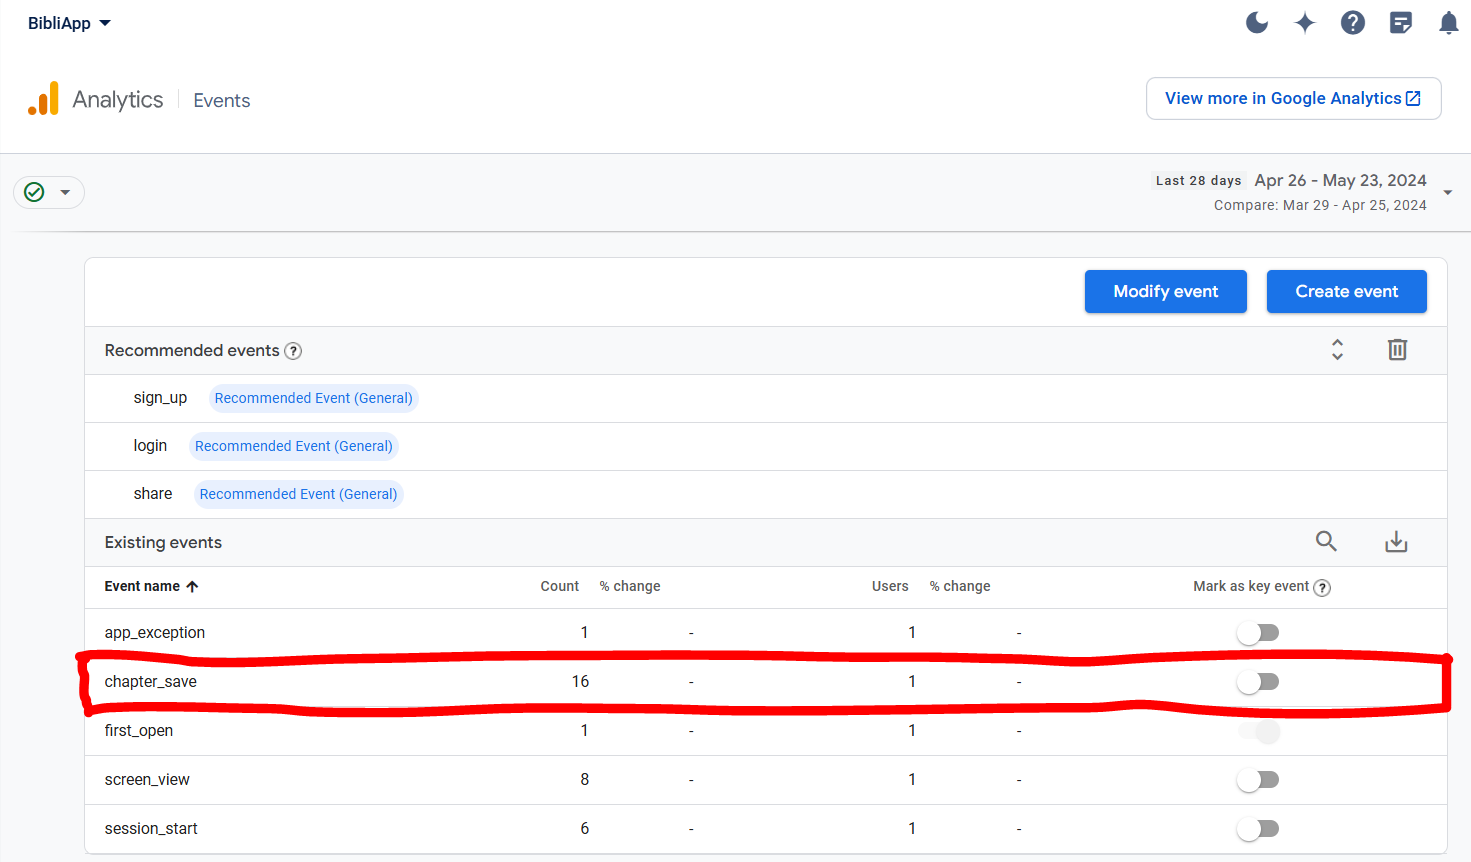 BibliApp
Analytics Events
View more in Google Analytics
Last 28 days Apr 26 - May 23, 2024
Compare: Mar 29 - Apr 25, 2024
Modify event Create event
Recommended events ?
sign_up Recommended Event (General)
login Recommended Event (General)
share Recommended Event (General)
Existing events
Event name Count % change Users % change Mark as key event ?
app_exception 1 - 1 -
chapter_save 16 - 1 -
first_open 1 - 1 -
screen_view 8 - 1 -
session_start 6 - 1 -